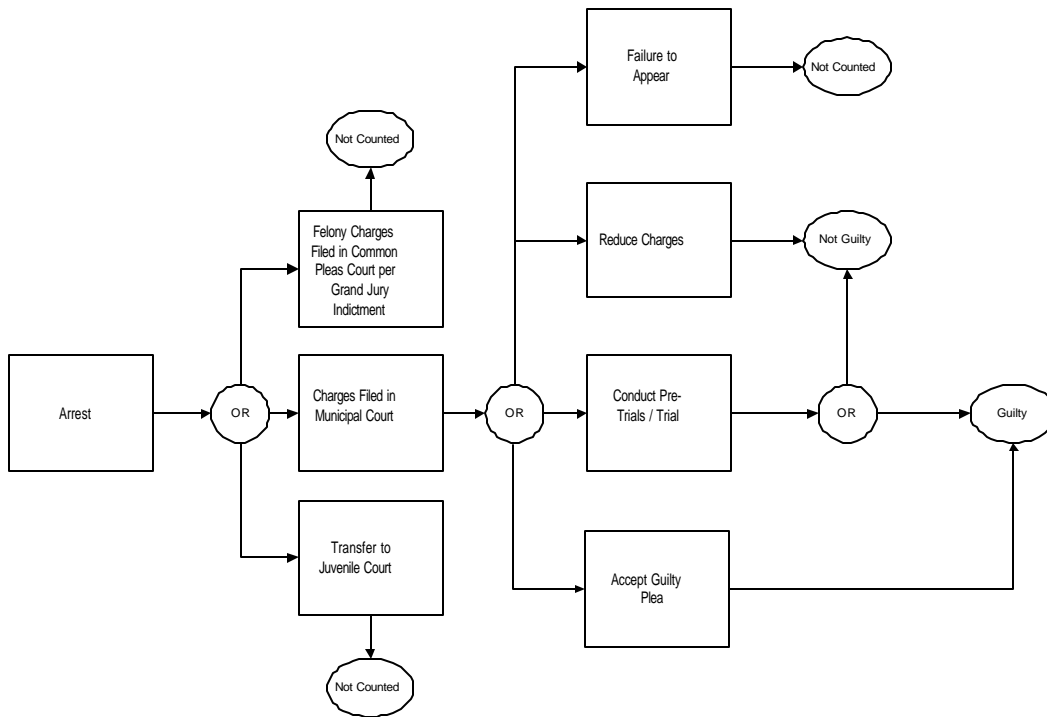 Failure to
Appear
Not Counted
Not Counted
Felony Charges
Filed in Common
Pleas Court per
Grand Jury
Indictment
Reduce Charges
Not Guilty
Arrest
OR
Charges Filed in
Municipal Court
OR
Conduct Pre-
Trials / Trial
OR
Guilty
Transfer to
Juvenile Court
Accept Guilty
Plea
Not Counted